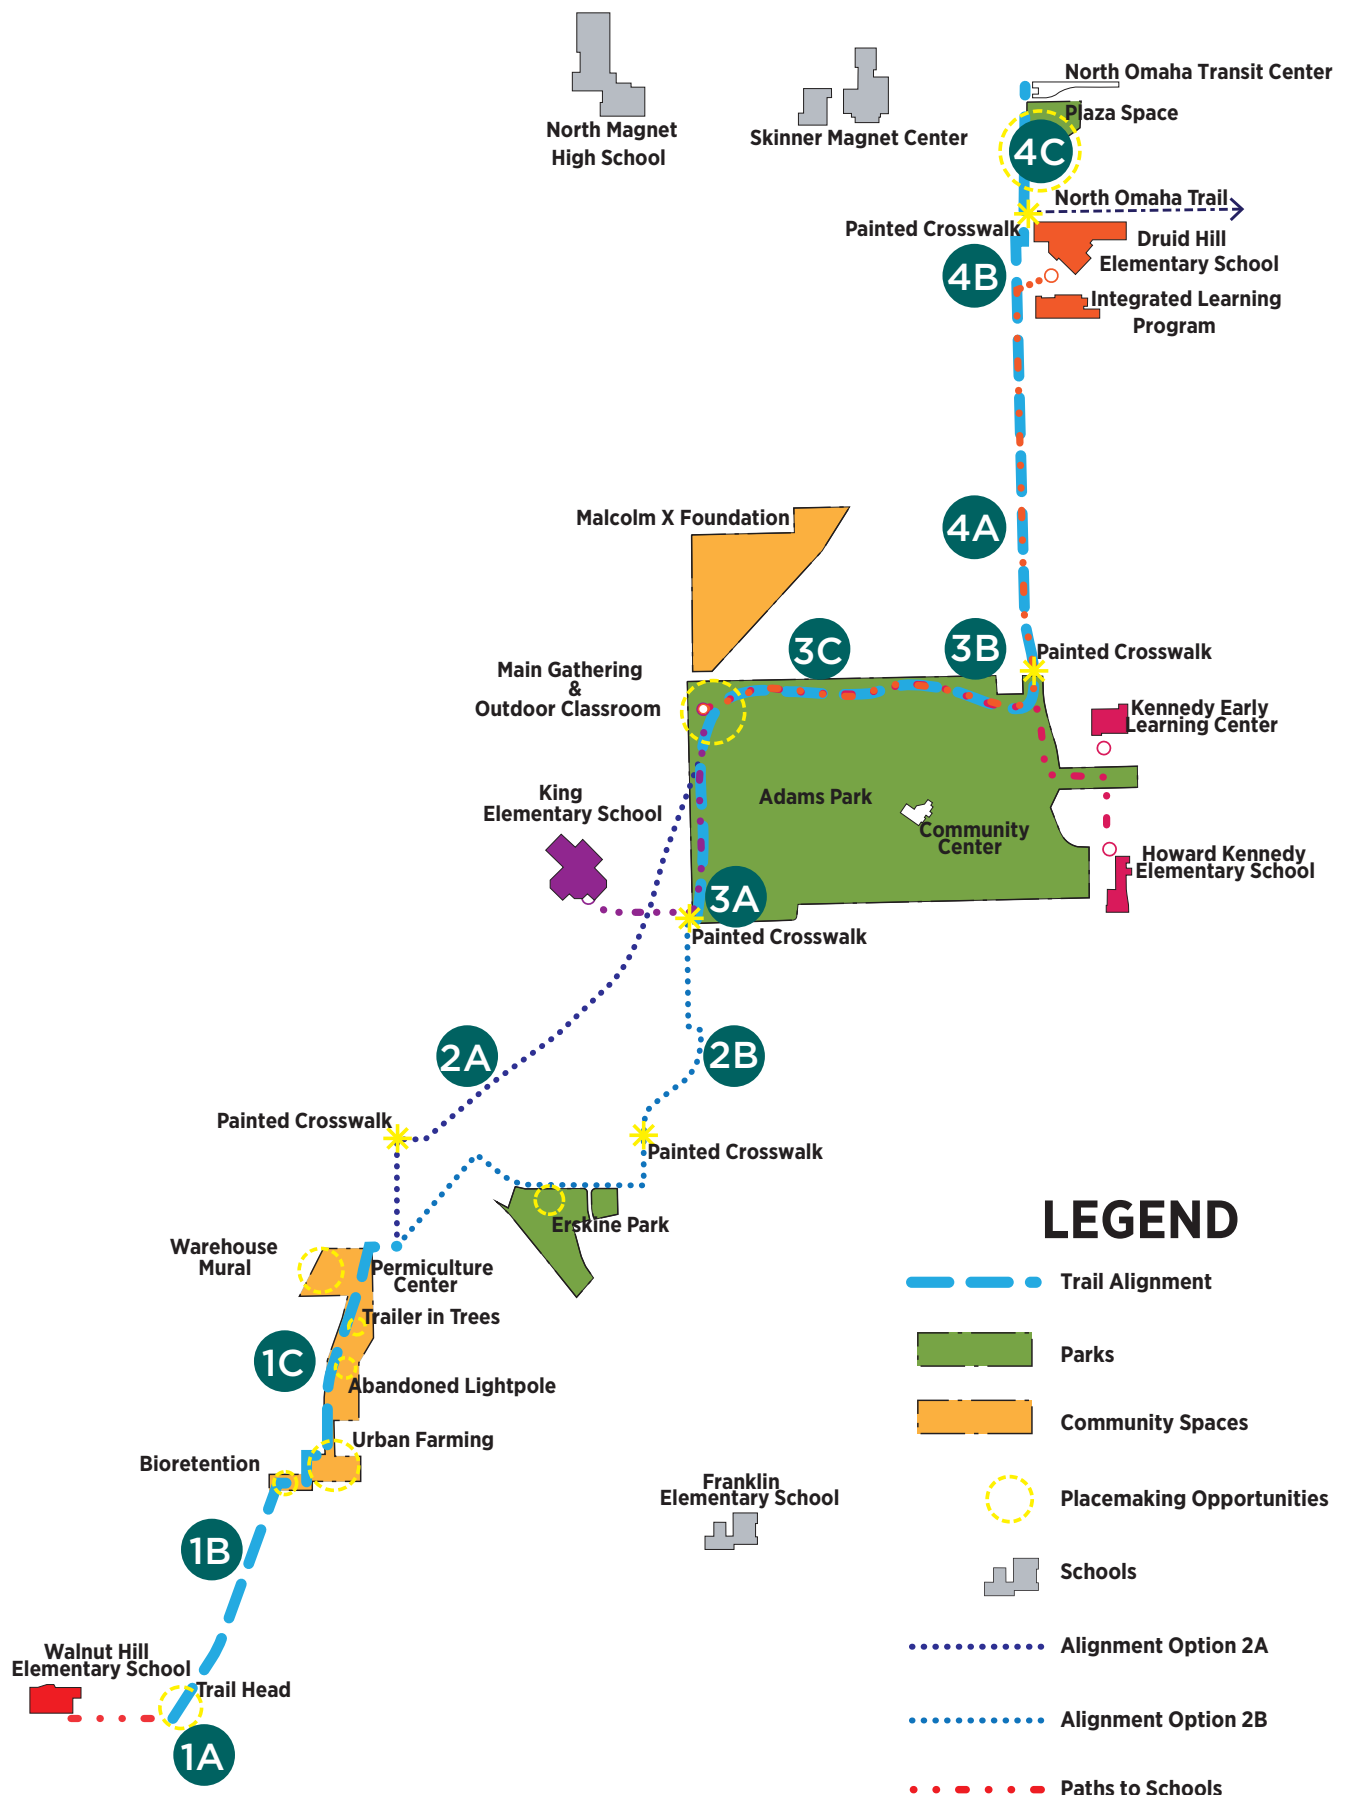 North Omaha Transit Center
Plaza Space
North Magnet
High School
Skinner Magnet Center
4C
North Omaha Trail
Painted Crosswalk
Druid Hill
Elementary School
4B
Integrated Learning
Program
Malcolm X Foundation
4A
3C
3B
Painted Crosswalk
Main Gathering
&
Outdoor Classroom
Kennedy Early
Learning Center
King
Elementary School
Adams Park
Community
Center
Howard Kennedy
Elementary School
3A
Painted Crosswalk
2A
2B
Painted Crosswalk
Painted Crosswalk
Erskine Park
Warehouse
Mural
Permiculture
Center
Trailer in Trees
1C
Abandoned Lightpole
Urban Farming
Bioretention
Franklin
Elementary School
1B
Walnut Hill
Elementary School
Trail Head
1A
LEGEND
Trail Alignment
Parks
Community Spaces
Placemaking Opportunities
Schools
Alignment Option 2A
Alignment Option 2B
Paths to Schools